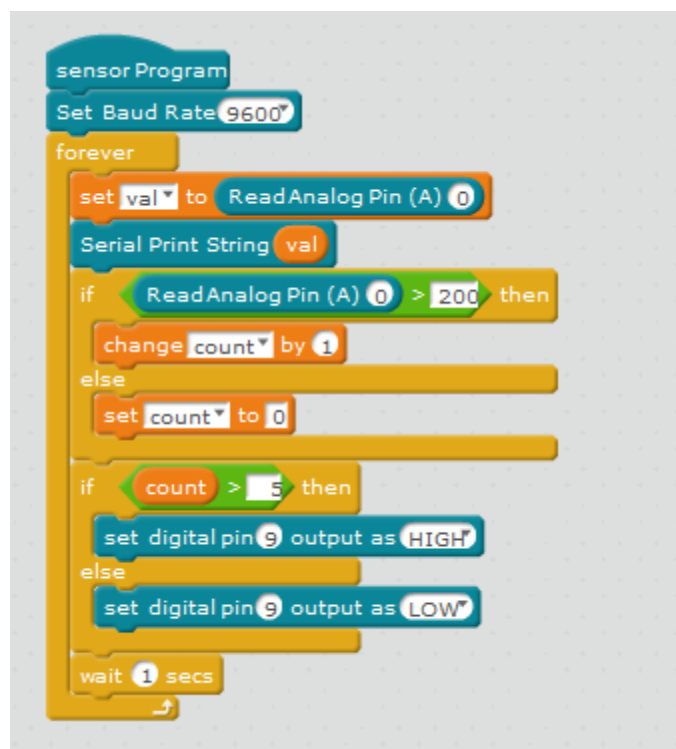 sensor Program
Set Baud Rate 9600
forever
set val to Read Analog Pin (A) 0
Serial Print String val
if Read Analog Pin (A) 0 > 200 then
change count by 1
else
set count to 0
if count > 5 then
set digital pin 9 output as HIGH
else
set digital pin 9 output as LOW
wait 1 secs